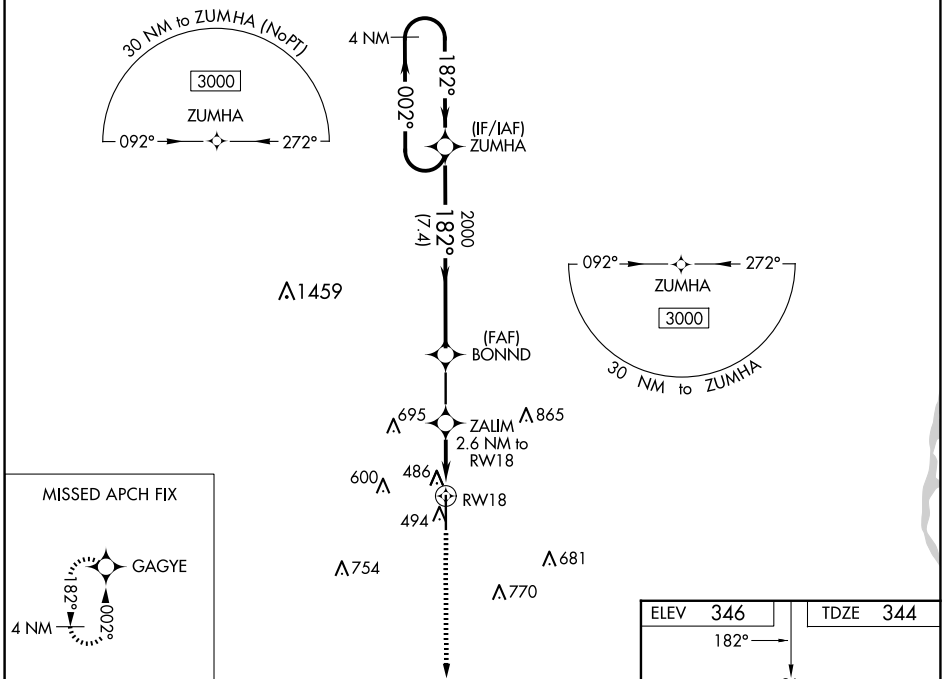 30 NM to ZUMHA (NoPT)
3000
ZUMHA
092°
272°
4 NM
182°
002°
(IF/IAF)
ZUMHA
2000
182°
(7.4)
1459
092°
272°
ZUMHA
3000
30 NM to ZUMHA
(FAF)
BONND
695
ZALIM
865
2.6 NM to
RW18
600
486
RW18
494
754
681
770
MISSED APCH FIX
GAGYE
182°
002°
4 NM
ELEV 346
TDZE 344
182°